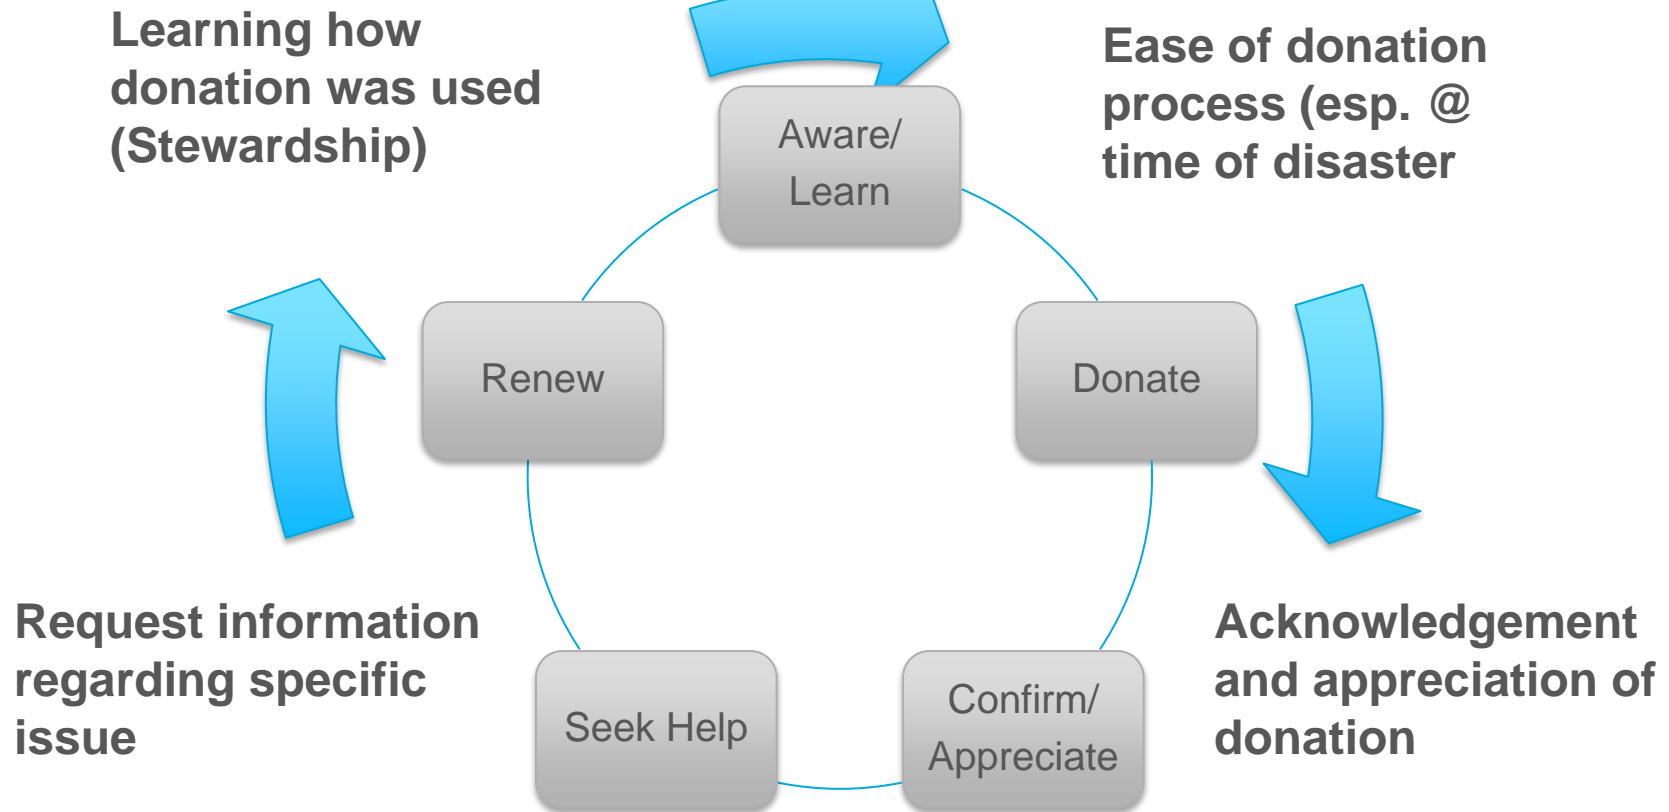 Learning how
donation was used
(Stewardship)
Ease of donation
process (esp. @
time of disaster
Aware/
Learn
Renew
Donate
Request information
regarding specific
issue
Seek Help
Confirm/
Appreciate
Acknowledgement
and appreciation of
donation